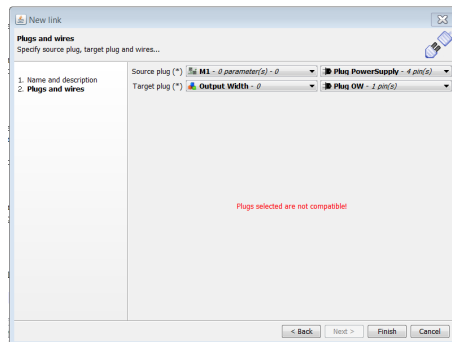 New link
Plugs and wires
Specify source plug, target plug and wires...
1. Name and description
2. Plugs and wires
Source plug (*) M1 - 0 parameter(s) - 0 Plug PowerSupply - 4 pin(s)
Target plug (*) Output Width - 0 Plug OW - 1 pin(s)
Plugs selected are not compatible!
< Back Next > Finish Cancel